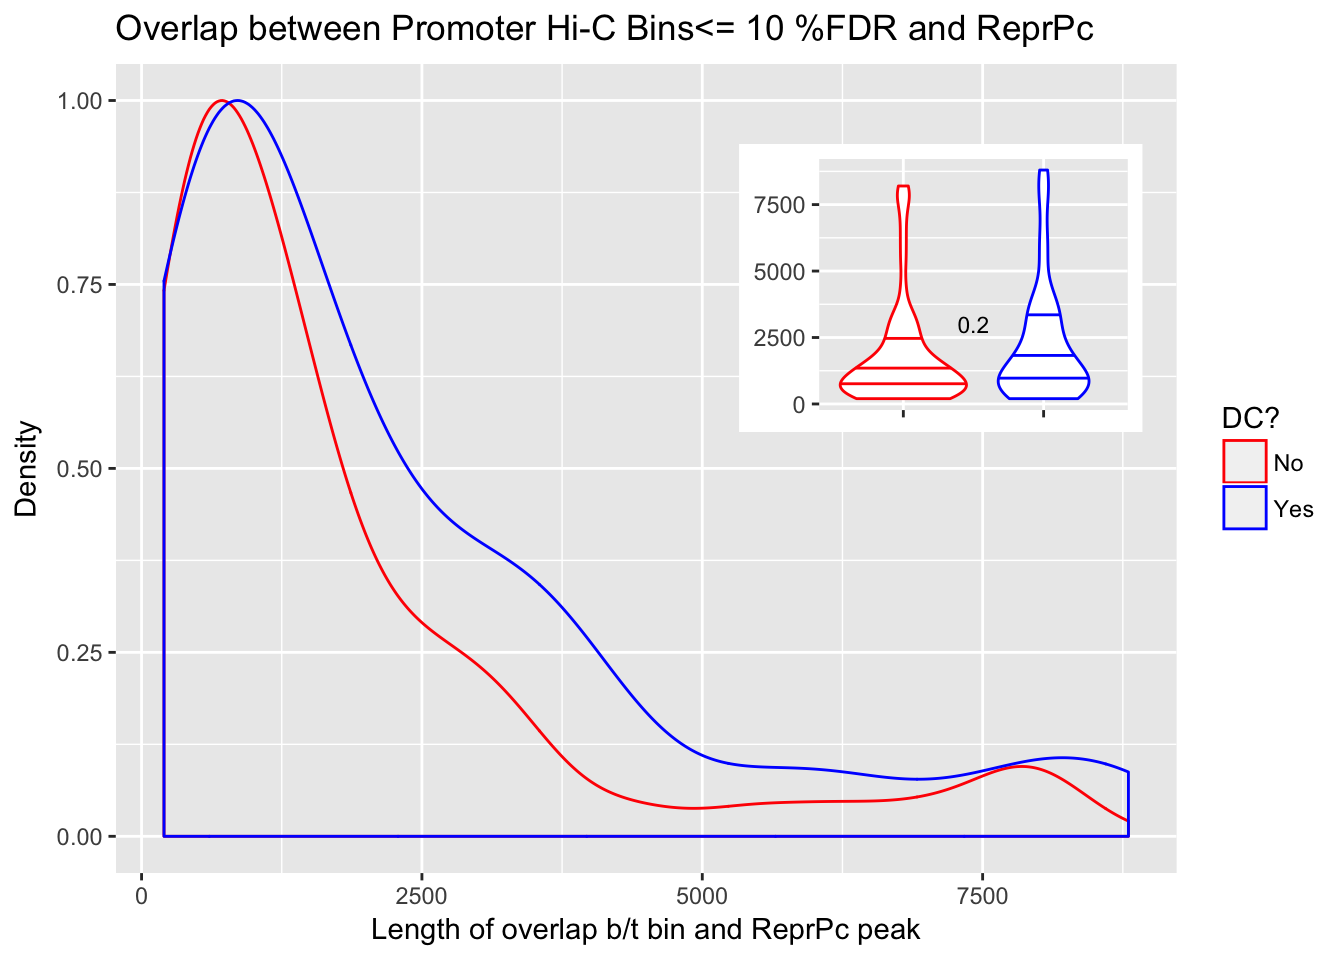 Overlap between Promoter Hi-C Bins<= 10 %FDR and ReprPc
Density
1.00
0.75
0.50
0.25
0.00
0
2500
5000
7500
Length of overlap b/t bin and ReprPc peak
7500
5000
2500
0
0.2
DC?
No
Yes